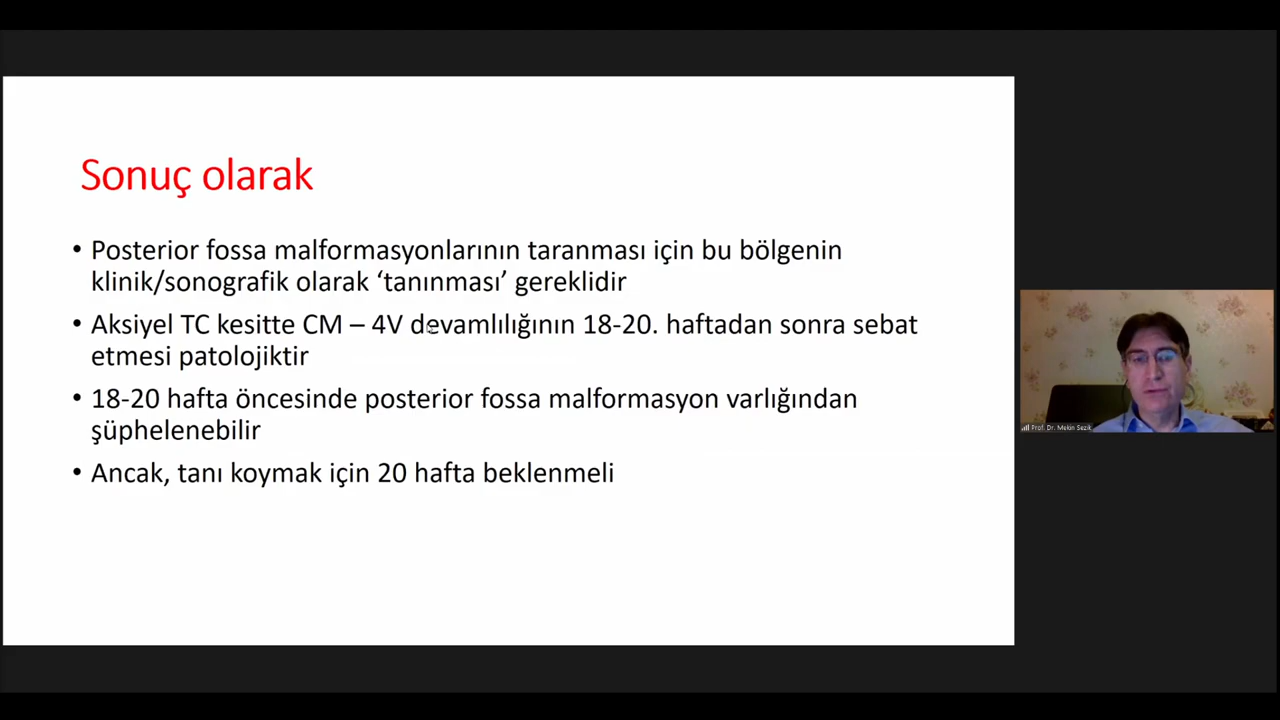 Sonuç olarak
• Posterior fossa malformasyonlarının taranması için bu bölgenin
klinik/sonografik olarak ‘tanınması’ gereklidir
• Aksiyel TC kesitte CM – 4V devamlılığının 18-20. haftadan sonra sebat
etmesi patolojiktir
• 18-20 hafta öncesinde posterior fossa malformasyon varlığından
şüphelenebilir
• Ancak, tanı koymak için 20 hafta beklenmeli
Prof. Dr. Mekin Sezik